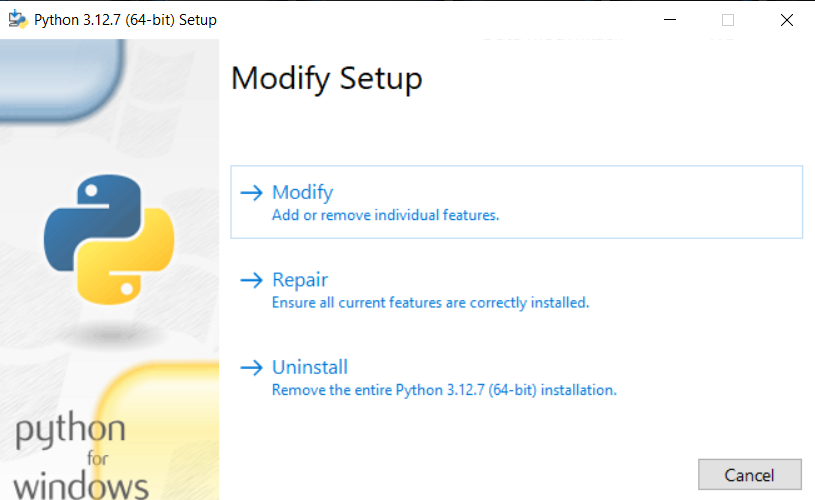 Python 3.12.7 (64-bit) Setup
Modify Setup
Modify
Add or remove individual features.
Repair
Ensure all current features are correctly installed.
Uninstall
Remove the entire Python 3.12.7 (64-bit) installation.
python
for
windows
Cancel